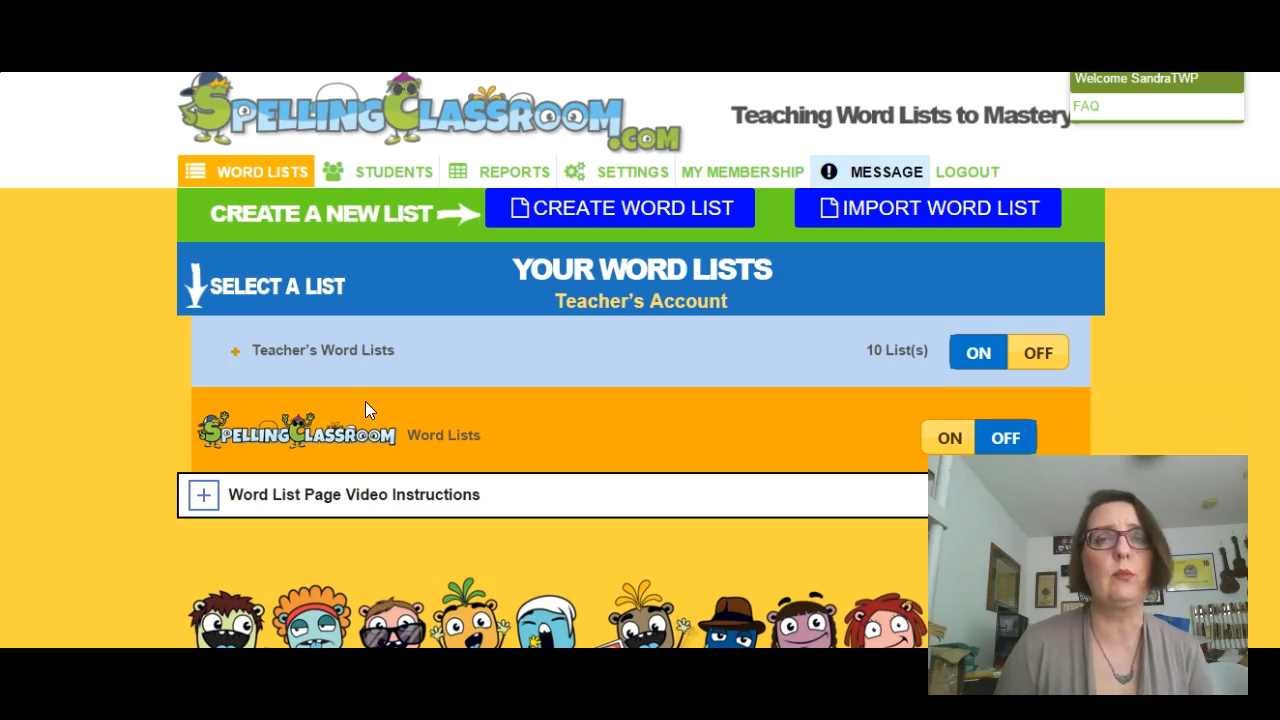 Welcome SandraTWP
SPELLINGCLASSROOM.COM
Teaching Word Lists to Mastery
FAQ
WORD LISTS STUDENTS REPORTS SETTINGS MY MEMBERSHIP MESSAGE LOGOUT
CREATE A NEW LIST CREATE WORD LIST IMPORT WORD LIST
YOUR WORD LISTS
SELECT A LIST
Teacher's Account
+ Teacher's Word Lists 10 List(s) ON OFF
SPELLINGCLASSROOM Word Lists ON OFF
+ Word List Page Video Instructions